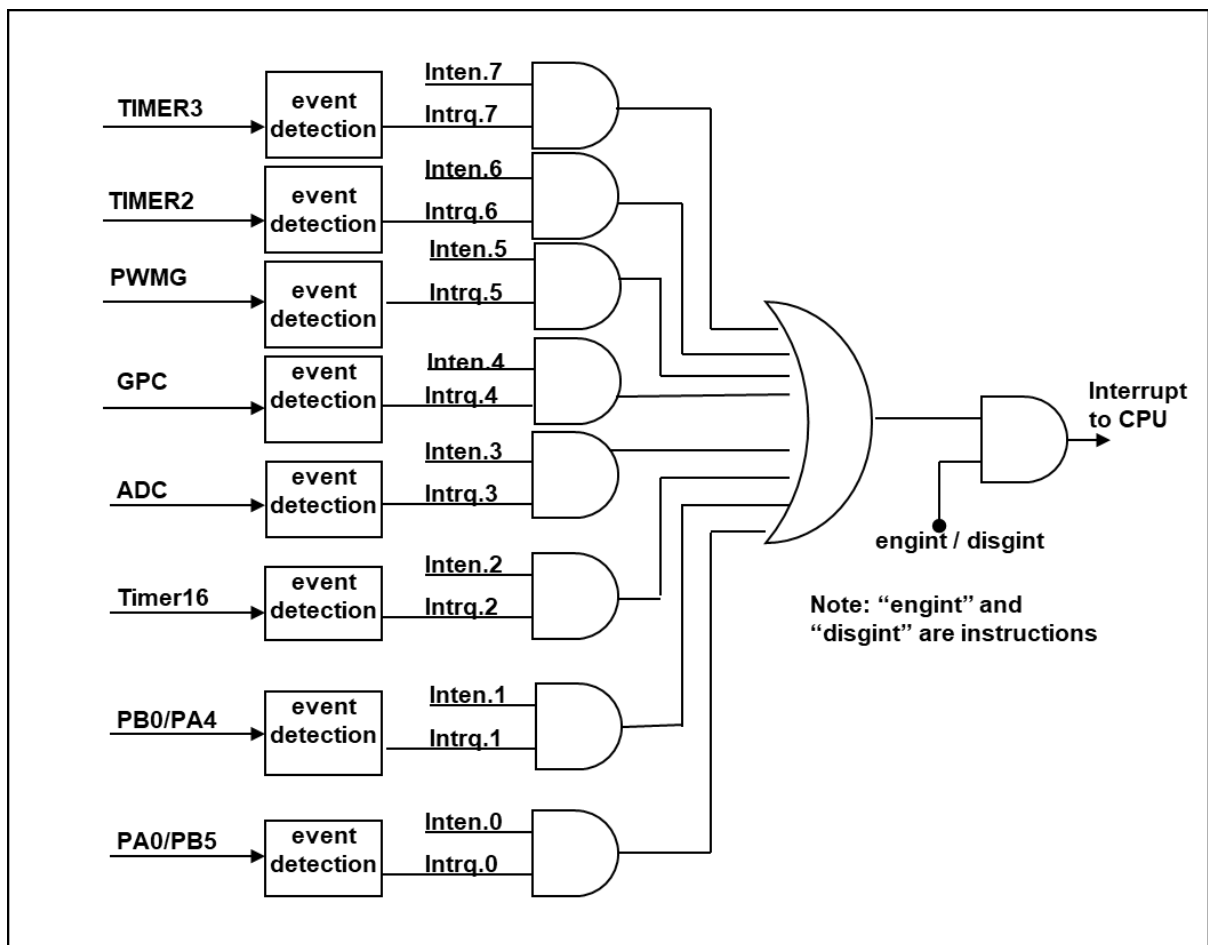 TIMER3
event
detection
Inten.7
Intrq.7
TIMER2
event
detection
Inten.6
Intrq.6
PWMG
event
detection
Inten.5
Intrq.5
GPC
event
detection
Inten.4
Intrq.4
ADC
event
detection
Inten.3
Intrq.3
Timer16
event
detection
Inten.2
Intrq.2
PB0/PA4
event
detection
Inten.1
Intrq.1
PA0/PB5
event
detection
Inten.0
Intrq.0
Interrupt
to CPU
engint / disgint
Note: “engint” and
“disgint” are instructions